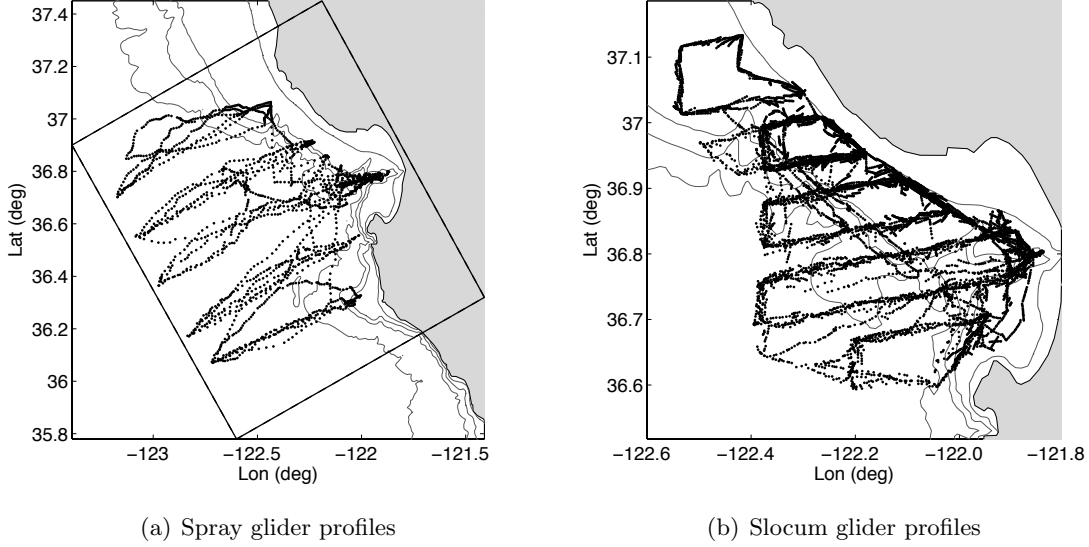 37.4
37.2
37
36.8
36.6
36.4
36.2
36
35.8
Lat (deg)
−123 −122.5 −122 −121.5
Lon (deg)
37.1
37
36.9
36.8
36.7
36.6
Lat (deg)
−122.6 −122.4 −122.2 −122.0 −121.8
Lon (deg)
(a) Spray glider profiles
(b) Slocum glider profiles